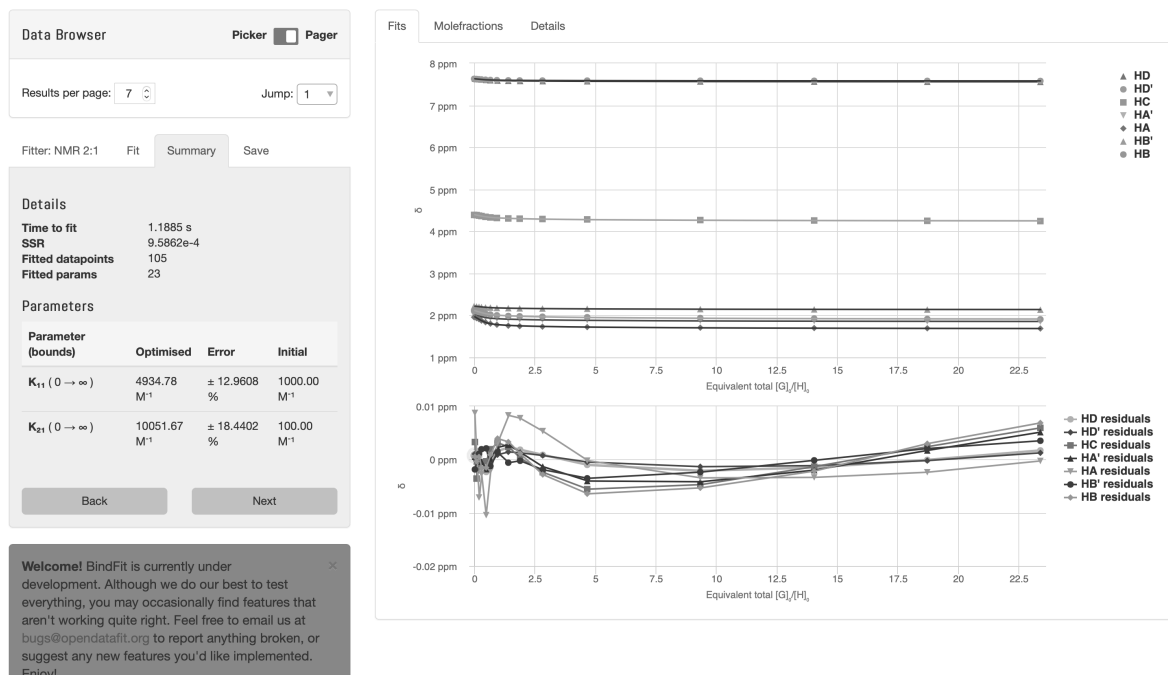 Data Browser
Picker Pager
Results per page: 7
Jump: 1
Fitter: NMR 2:1 Fit Summary Save
Details
Time to fit 1.1885 s
SSR 9.5862e-4
Fitted datapoints 105
Fitted params 23
Parameters
Parameter
(bounds) Optimised Error Initial
K₁₁ ( 0 → ∞ ) 4934.78 ± 12.9608 1000.00
M⁻¹ % M⁻¹
K₂₁ ( 0 → ∞ ) 10051.67 ± 18.4402 100.00
M⁻¹ % M⁻¹
Back Next
Welcome! BindFit is currently under ×
development. Although we do our best to test
everything, you may occasionally find features that
aren't working quite right. Feel free to email us at
bugs@opendatafit.org to report anything broken, or
suggest any new features you'd like implemented.
Enjoy!
Fits Molefractions Details
8 ppm
7 ppm
6 ppm
5 ppm
δ
4 ppm
3 ppm
2 ppm
1 ppm
0 2.5 5 7.5 10 12.5 15 17.5 20 22.5
Equivalent total [G]₀/[H]₀
HD
HD'
HC
HA'
HA
HB'
HB
0.01 ppm
0 ppm
δ
-0.01 ppm
-0.02 ppm
0 2.5 5 7.5 10 12.5 15 17.5 20 22.5
Equivalent total [G]₀/[H]₀
HD residuals
HD' residuals
HC residuals
HA' residuals
HA residuals
HB' residuals
HB residuals